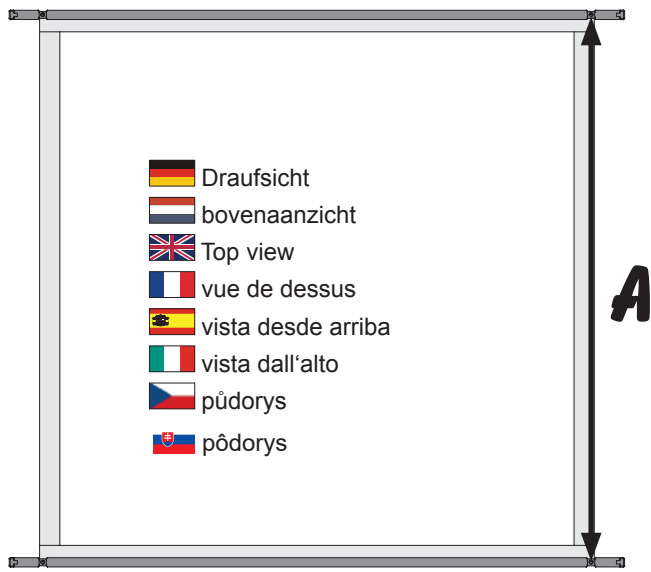 Draufsicht
bovenaanzicht
Top view
vue de dessus
vista desde arriba
vista dall‘alto
půdorys
pôdorys
A